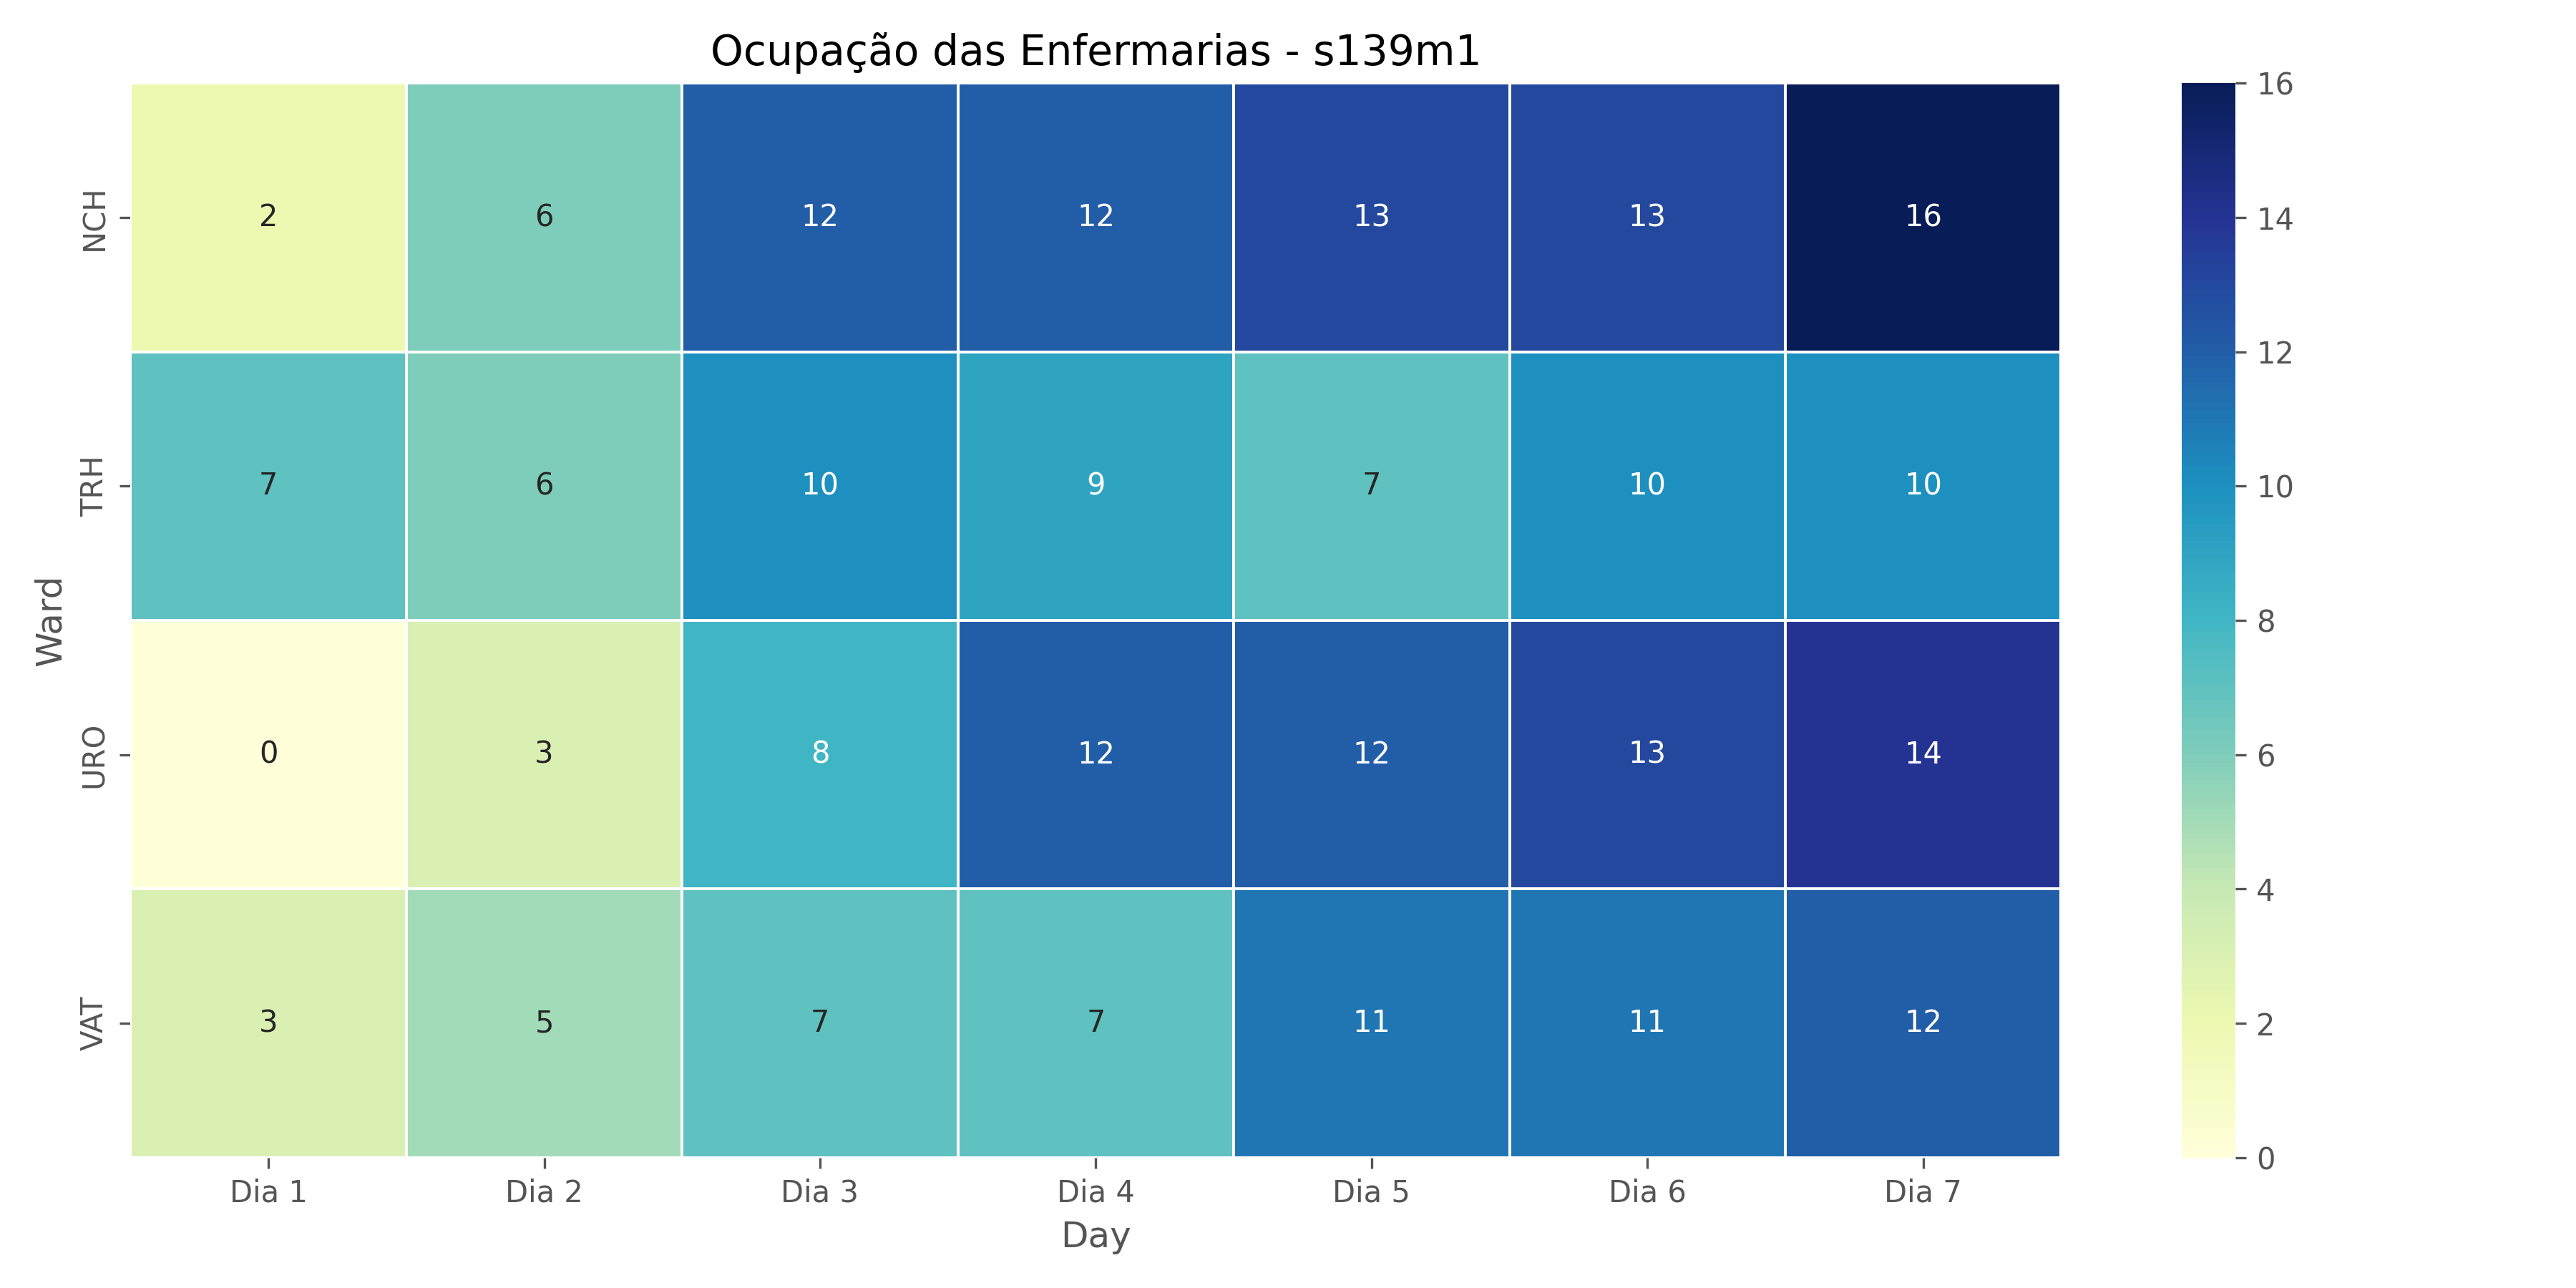 Ocupação das Enfermarias - s139m1
Ward
NCH 2 6 12 12 13 13 16
TRH 7 6 10 9 7 10 10
URO 0 3 8 12 12 13 14
VAT 3 5 7 7 11 11 12
Dia 1 Dia 2 Dia 3 Dia 4 Dia 5 Dia 6 Dia 7
Day
16
14
12
10
8
6
4
2
0